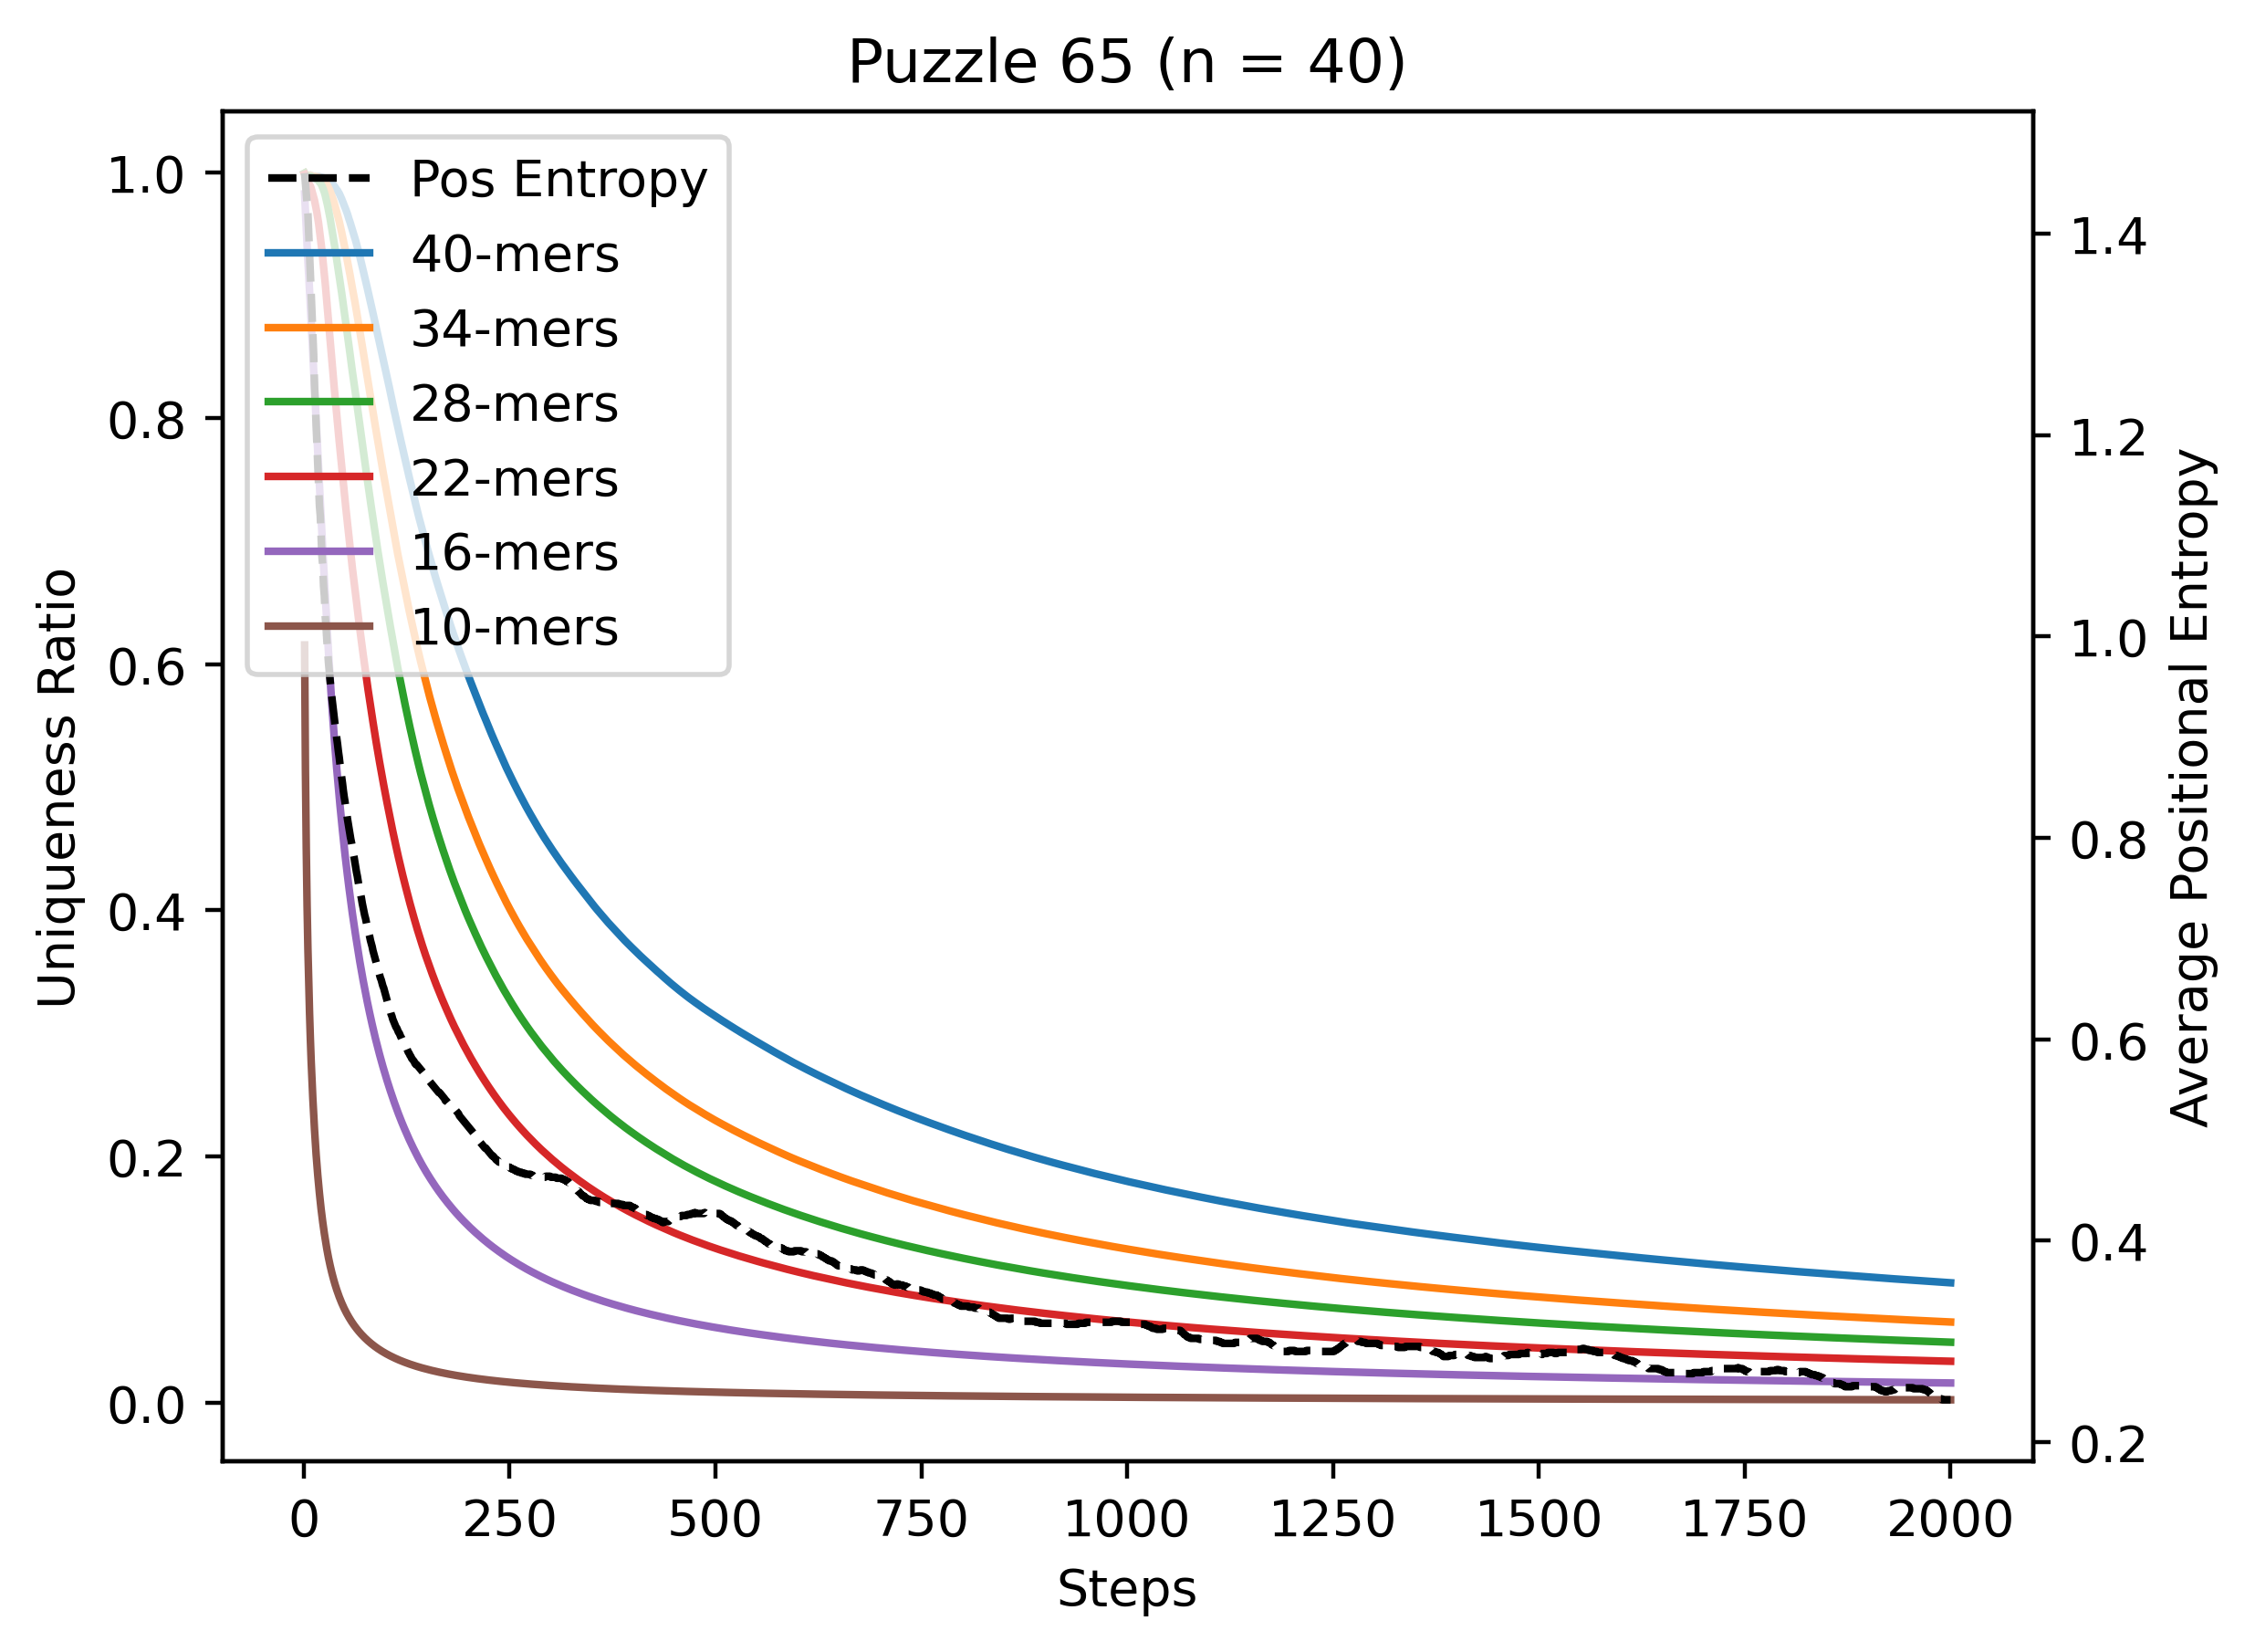 Puzzle 65 (n = 40)
Pos Entropy
40-mers
34-mers
28-mers
22-mers
16-mers
10-mers
1.0
0.8
0.6
0.4
0.2
0.0
Uniqueness Ratio
1.4
1.2
1.0
0.8
0.6
0.4
0.2
Average Positional Entropy
0 250 500 750 1000 1250 1500 1750 2000
Steps